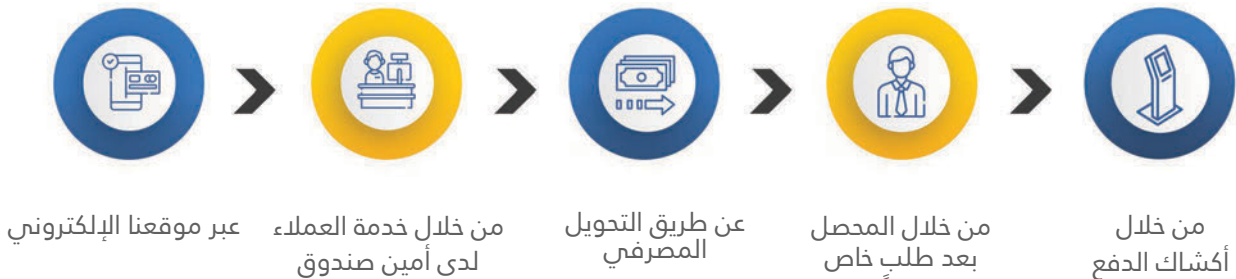 من خلال
أكشاك الدفع
من خلال المحصل
بعد طلب خاص
عن طريق التحويل
المصرفي
من خلال خدمة العملاء
لدى أمين صندوق
عبر موقعنا الإلكتروني